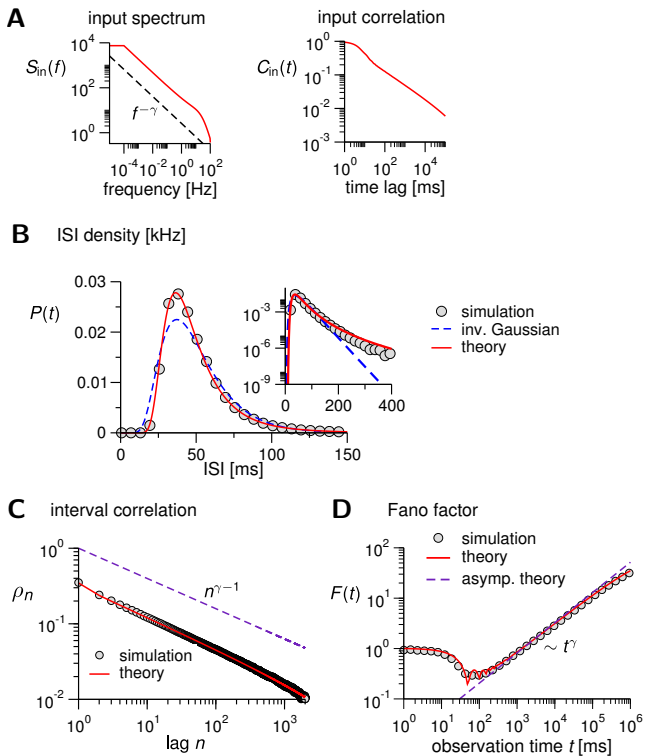 A
input spectrum
input correlation
S_in(f)
10^4
10^2
10^0
f^{-γ}
10^{-4}
10^{-2}
10^0
10^2
frequency [Hz]
C_in(t)
10^0
10^{-1}
10^{-2}
10^{-3}
10^0
10^2
10^4
time lag [ms]
B ISI density [kHz]
P(t)
0.03
0.02
0.01
0
0
50
100
150
ISI [ms]
10^{-3}
10^{-6}
10^{-9}
0
200
400
simulation
inv. Gaussian
theory
C interval correlation
ρ_n
10^0
10^{-1}
10^{-2}
n^{γ-1}
simulation
theory
10^0
10^1
10^2
10^3
lag n
D Fano factor
simulation
theory
asymp. theory
F(t)
10^2
10^1
10^0
10^{-1}
~ t^γ
10^0
10^1
10^2
10^3
10^4
10^5
10^6
observation time t [ms]